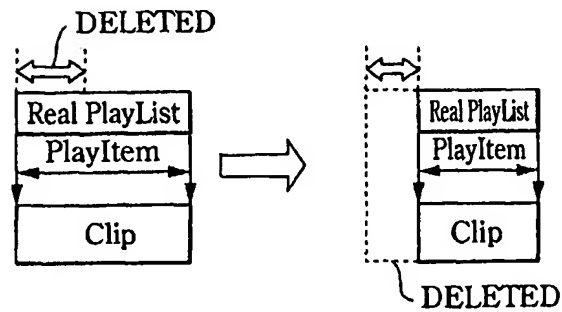 DELETED
Real PlayList
PlayItem
Clip
Real PlayList
PlayItem
Clip
DELETED